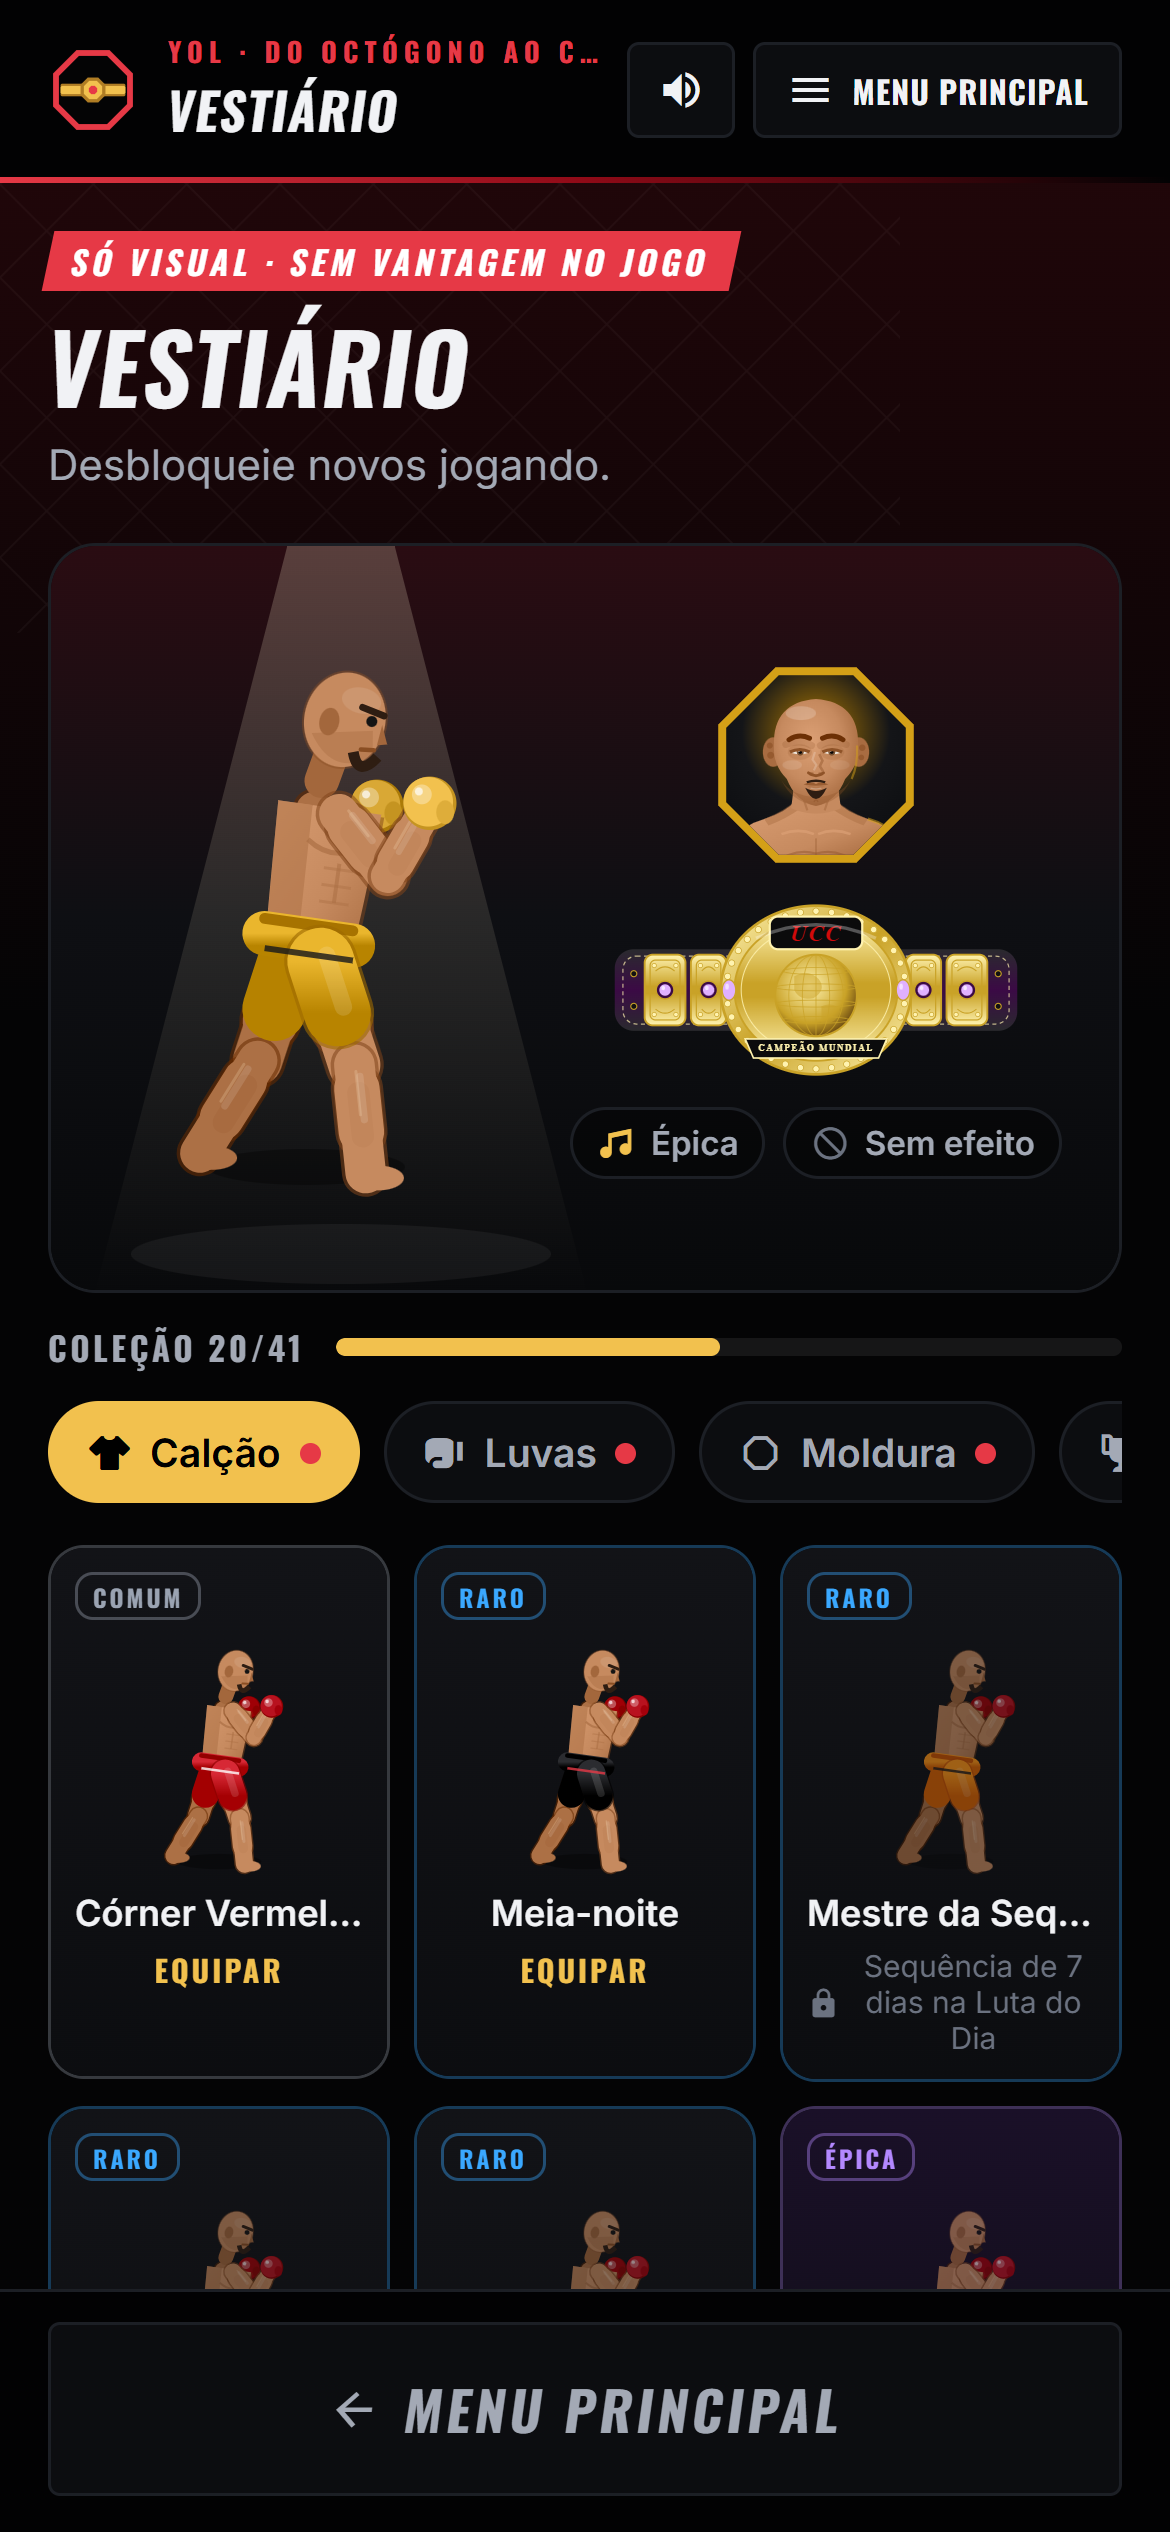 YOL · DO OCTÓGONO AO C...
VESTIÁRIO
MENU PRINCIPAL
SÓ VISUAL · SEM VANTAGEM NO JOGO
VESTIÁRIO
Desbloqueie novos jogando.
UCC
CAMPEÃO MUNDIAL
Épica
Sem efeito
COLEÇÃO 20/41
Calção
Luvas
Moldura
COMUM
RARO
RARO
Córner Vermel...
Meia-noite
Mestre da Seq...
EQUIPAR
EQUIPAR
Sequência de 7
dias na Luta do
Dia
RARO
RARO
ÉPICA
MENU PRINCIPAL